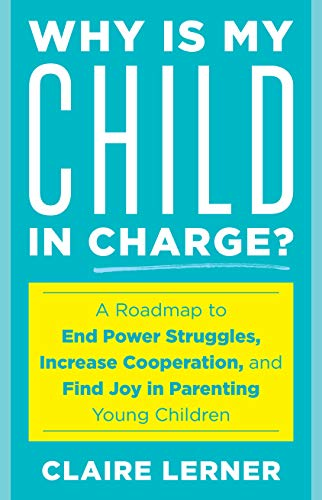 WHY IS MY
CHILD
IN CHARGE?
A Roadmap to
End Power Struggles,
Increase Cooperation, and
Find Joy in Parenting
Young Children
CLAIRE LERNER